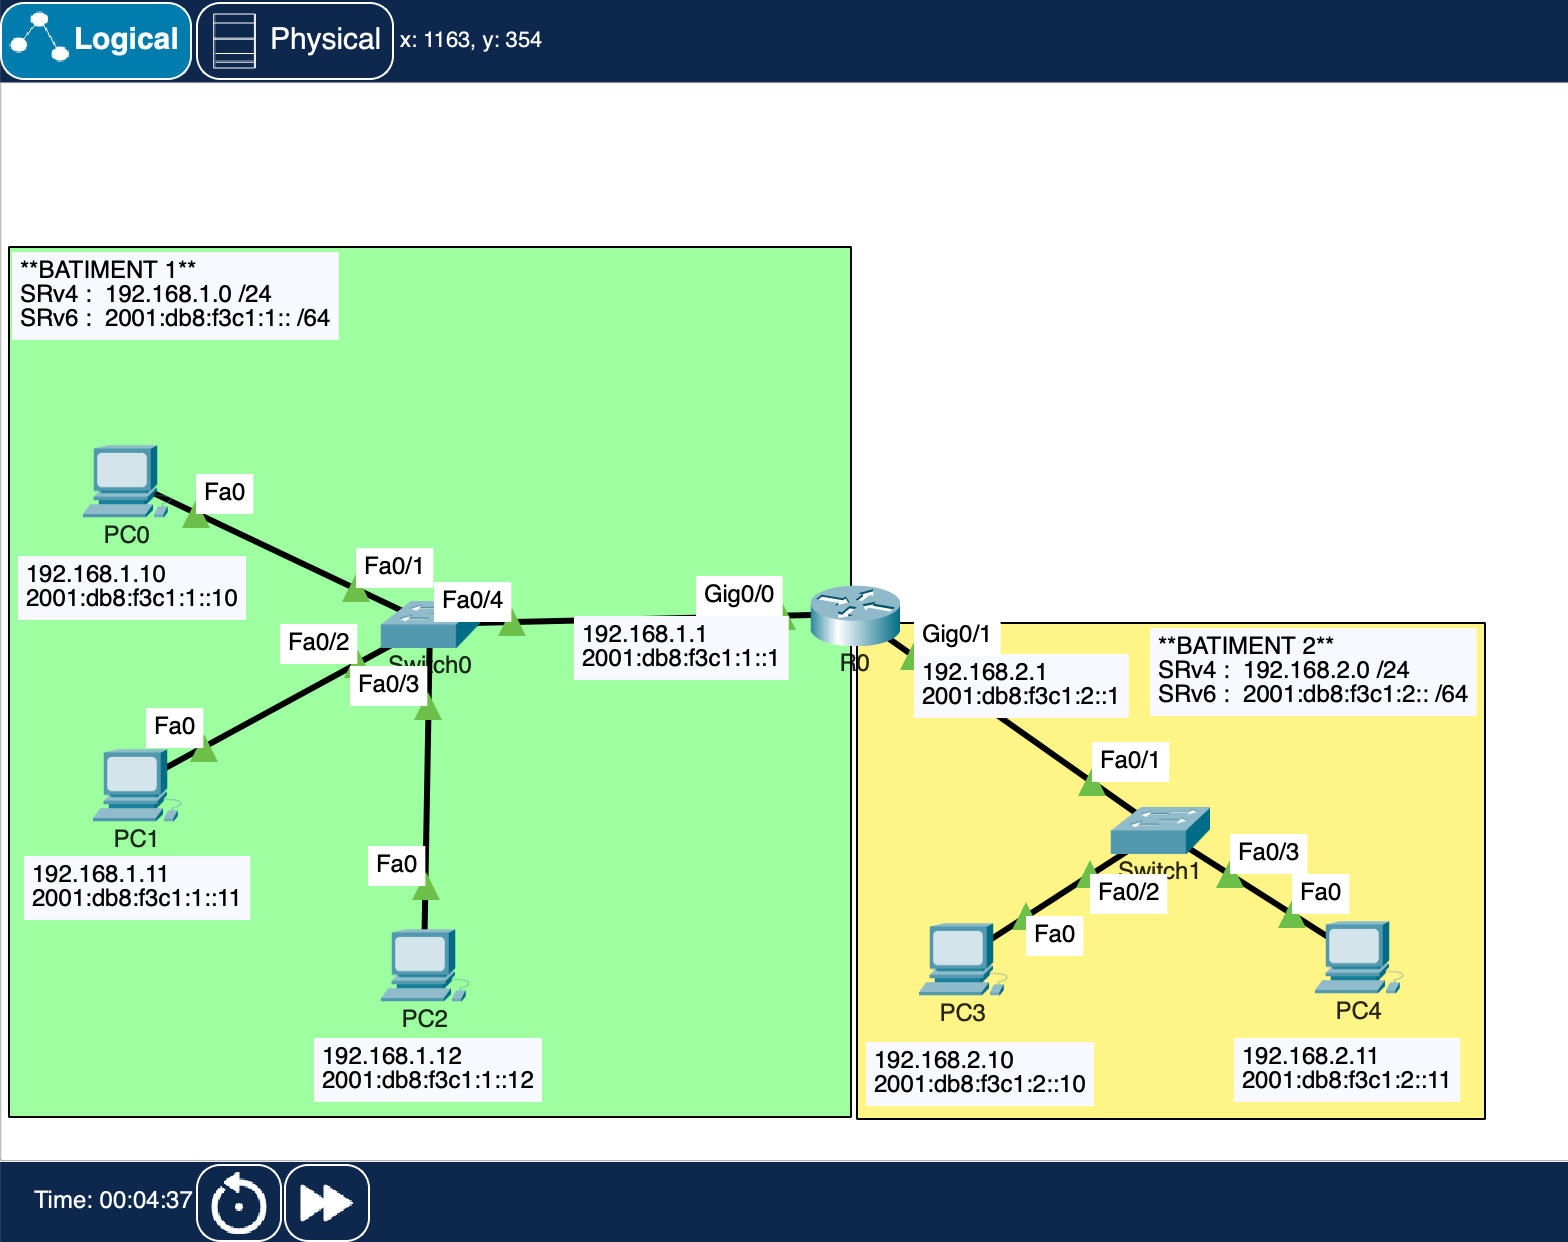 Logical
Physical
x: 1163, y: 354
**BATIMENT 1**
SRv4 :  192.168.1.0 /24
SRv6 :  2001:db8:f3c1:1:: /64
Fa0
PC0
192.168.1.10
2001:db8:f3c1:1::10
Fa0/1
Fa0/4
Gig0/0
Fa0/2
Switch0
Fa0/3
192.168.1.1
2001:db8:f3c1:1::1
R0
Gig0/1
192.168.2.1
2001:db8:f3c1:2::1
**BATIMENT 2**
SRv4 :  192.168.2.0 /24
SRv6 :  2001:db8:f3c1:2:: /64
Fa0
PC1
192.168.1.11
2001:db8:f3c1:1::11
Fa0
PC2
192.168.1.12
2001:db8:f3c1:1::12
Fa0/1
Switch1
Fa0/3
Fa0/2
Fa0
Fa0
PC3
192.168.2.10
2001:db8:f3c1:2::10
PC4
192.168.2.11
2001:db8:f3c1:2::11
Time: 00:04:37